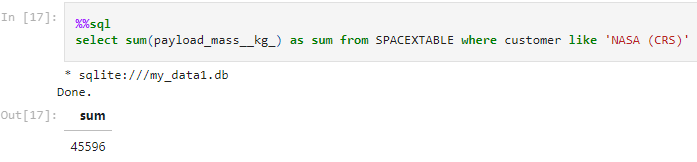 In [17]: %%sql
select sum(payload_mass__kg_) as sum from SPACEXTABLE where customer like 'NASA (CRS)'
* sqlite:///my_data1.db
Done.
Out[17]: sum
45596